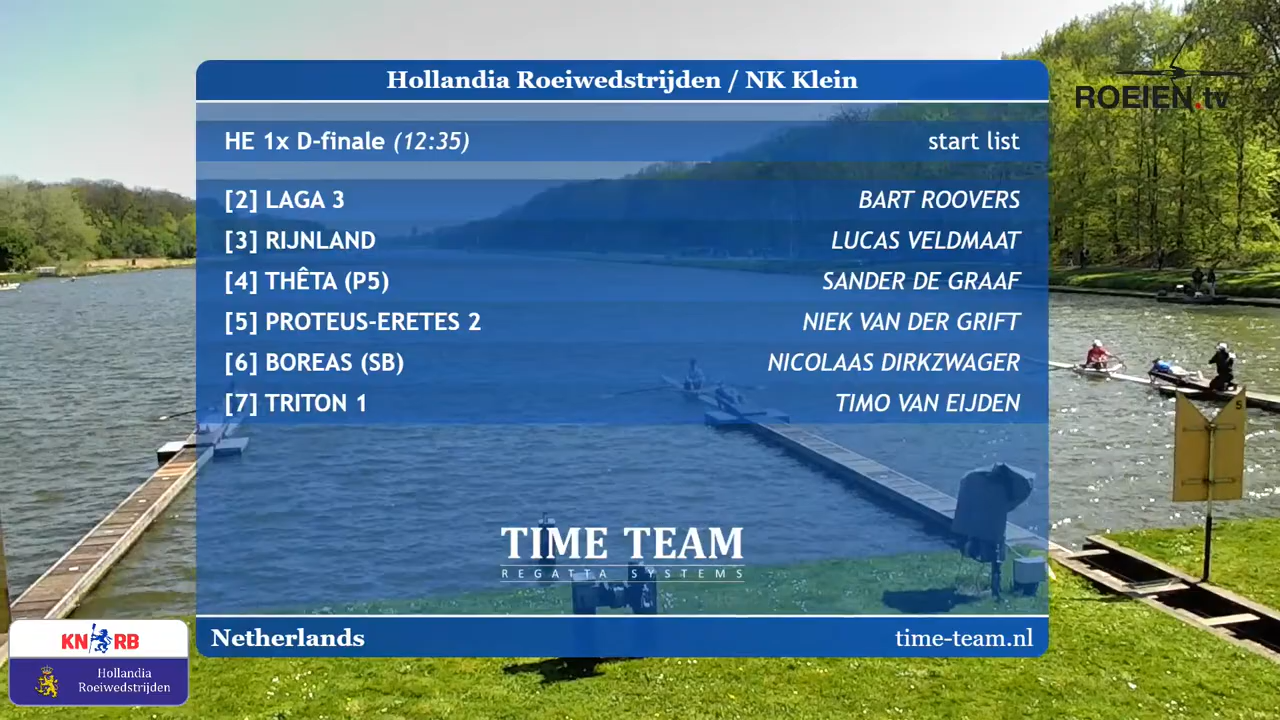 Hollandia Roeiwedstrijden / NK Klein
ROEIEN.tv
HE 1x D-finale (12:35) start list
[2] LAGA 3 BART ROOVERS
[3] RIJNLAND LUCAS VELDMAAT
[4] THÊTA (P5) SANDER DE GRAAF
[5] PROTEUS-ERETES 2 NIEK VAN DER GRIFT
[6] BOREAS (SB) NICOLAAS DIRKZWAGER
[7] TRITON 1 TIMO VAN EIJDEN
S
TIME TEAM
REGATTA SYSTEMS
Netherlands time-team.nl
KNRB
Hollandia
Roeiwedstrijden